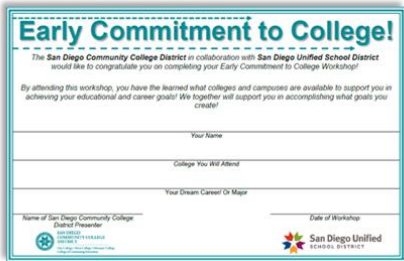 Early Commitment to College!
The San Diego Community College District in collaboration with San Diego Unified School District
would like to congratulate you on completing your Early Commitment to College Workshop!
By attending this workshop, you have the learned what colleges and campuses are available to support you in
achieving your educational and career goals! We together will support you in accomplishing what goals you
create!
Your Name
College You Will Attend
Your Dream Career! Or Major
Name of San Diego Community College
District Presenter
Date of Workshop
SAN DIEGO
COMMUNITY COLLEGE
DISTRICT
San Diego Unified
SCHOOL DISTRICT